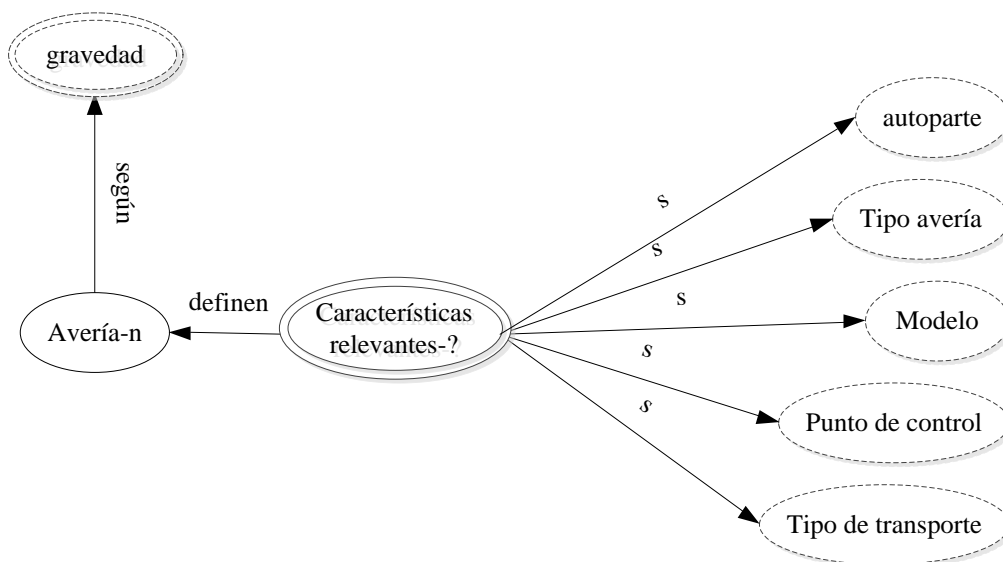 gravedad
autoparte
según
s
Tipo avería
s
definen
s
Modelo
Características
relevantes-?
Avería-n
s
s
Punto de control
Tipo de transporte